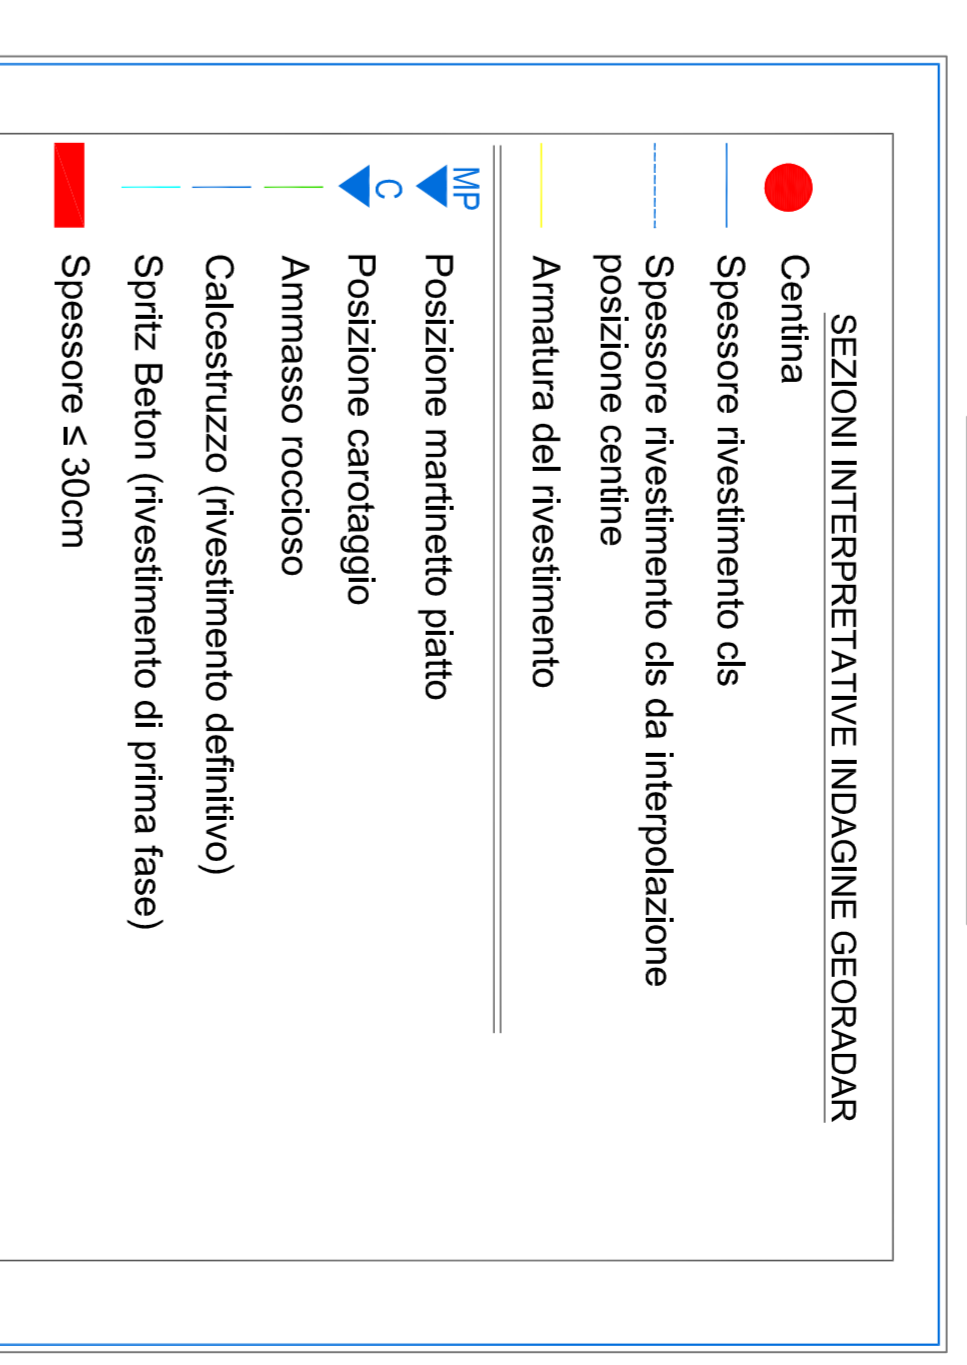 SEZIONI INTERPRETATIVE INDAGINE GEORADAR
Centina
Spessore rivestimento cls
Spessore rivestimento cls da interpolazione
posizione centine
Armatura del rivestimento
MP
Posizione martinetto piatto
C
Posizione carotaggio
Ammasso roccioso
Calcestruzzo (rivestimento definitivo)
Spritz Beton (rivestimento di prima fase)
Spessore ≤ 30cm